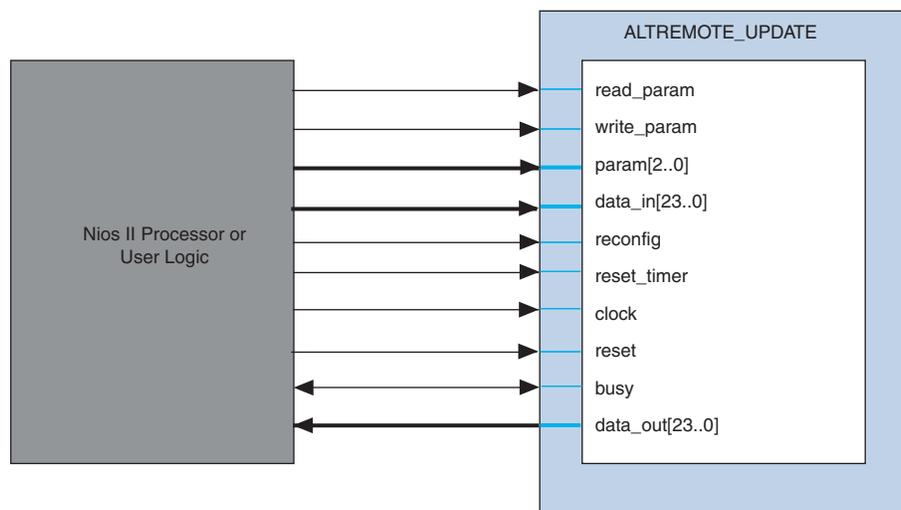 ALTREMOTE_UPDATE
Nios II Processor or
User Logic
read_param
write_param
param[2..0]
data_in[23..0]
reconfig
reset_timer
clock
reset
busy
data_out[23..0]